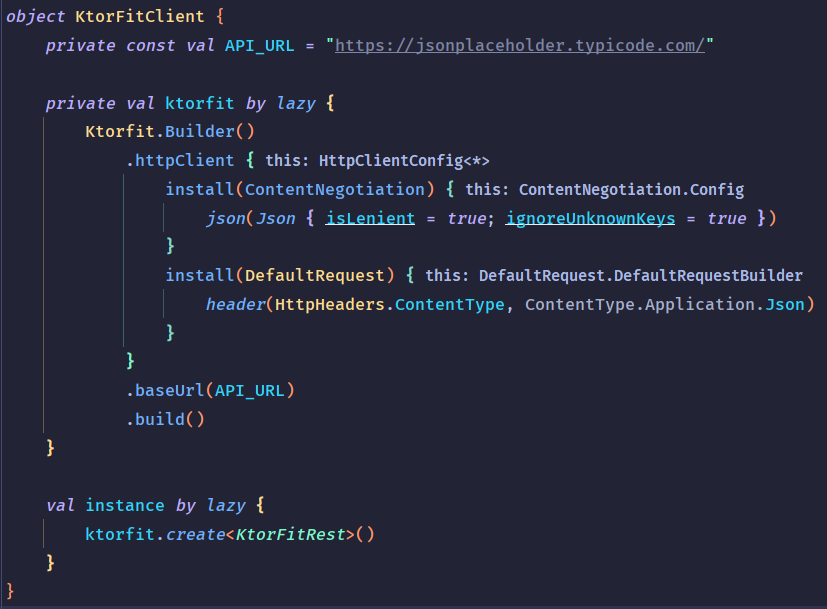 object KtorFitClient {
    private const val API_URL = "https://jsonplaceholder.typicode.com/"
    private val ktorfit by lazy {
        Ktorfit.Builder()
            .httpClient { this: HttpClientConfig<*>
                install(ContentNegotiation) { this: ContentNegotiation.Config
                    json(Json { isLenient = true; ignoreUnknownKeys = true })
                }
                install(DefaultRequest) { this: DefaultRequest.DefaultRequestBuilder
                    header(HttpHeaders.ContentType, ContentType.Application.Json)
                }
            }
            .baseUrl(API_URL)
            .build()
    }
    val instance by lazy {
        ktorfit.create<KtorFitRest>()
    }
}